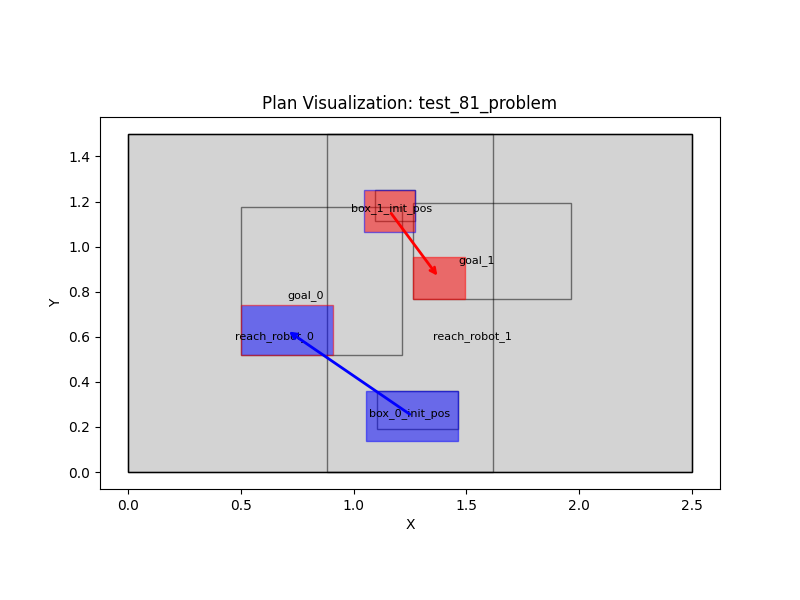 Plan Visualization: test_81_problem
1.4
1.2
1.0
0.8
0.6
0.4
0.2
0.0
Y
box_1_init_pos
goal_1
goal_0
reach_robot_0
reach_robot_1
box_0_init_pos
0.0
0.5
1.0
1.5
2.0
2.5
X